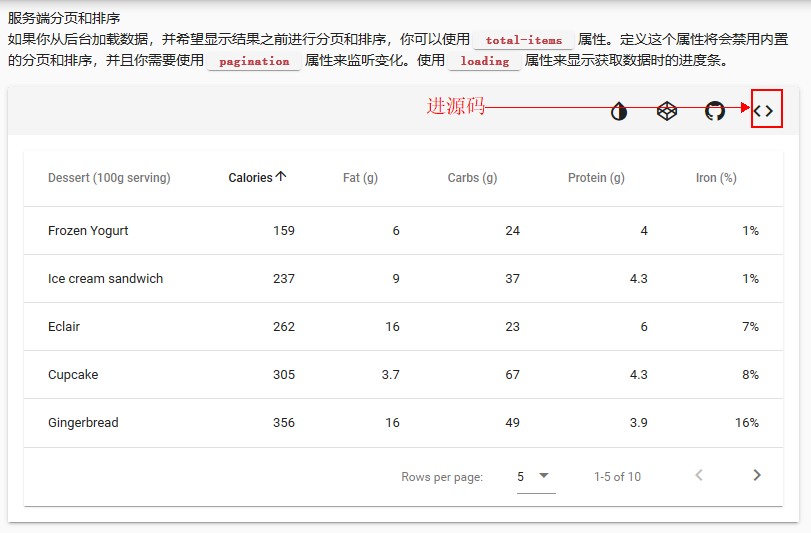 服务端分页和排序
如果你从后台加载数据，并希望显示结果之前进行分页和排序，你可以使用 total-items 属性。定义这个属性将会禁用内置
的分页和排序，并且你需要使用 pagination 属性来监听变化。使用 loading 属性来显示获取数据时的进度条。
进源码
Dessert (100g serving) Calories Fat (g) Carbs (g) Protein (g) Iron (%)
Frozen Yogurt 159 6 24 4 1%
Ice cream sandwich 237 9 37 4.3 1%
Eclair 262 16 23 6 7%
Cupcake 305 3.7 67 4.3 8%
Gingerbread 356 16 49 3.9 16%
Rows per page: 5 1-5 of 10